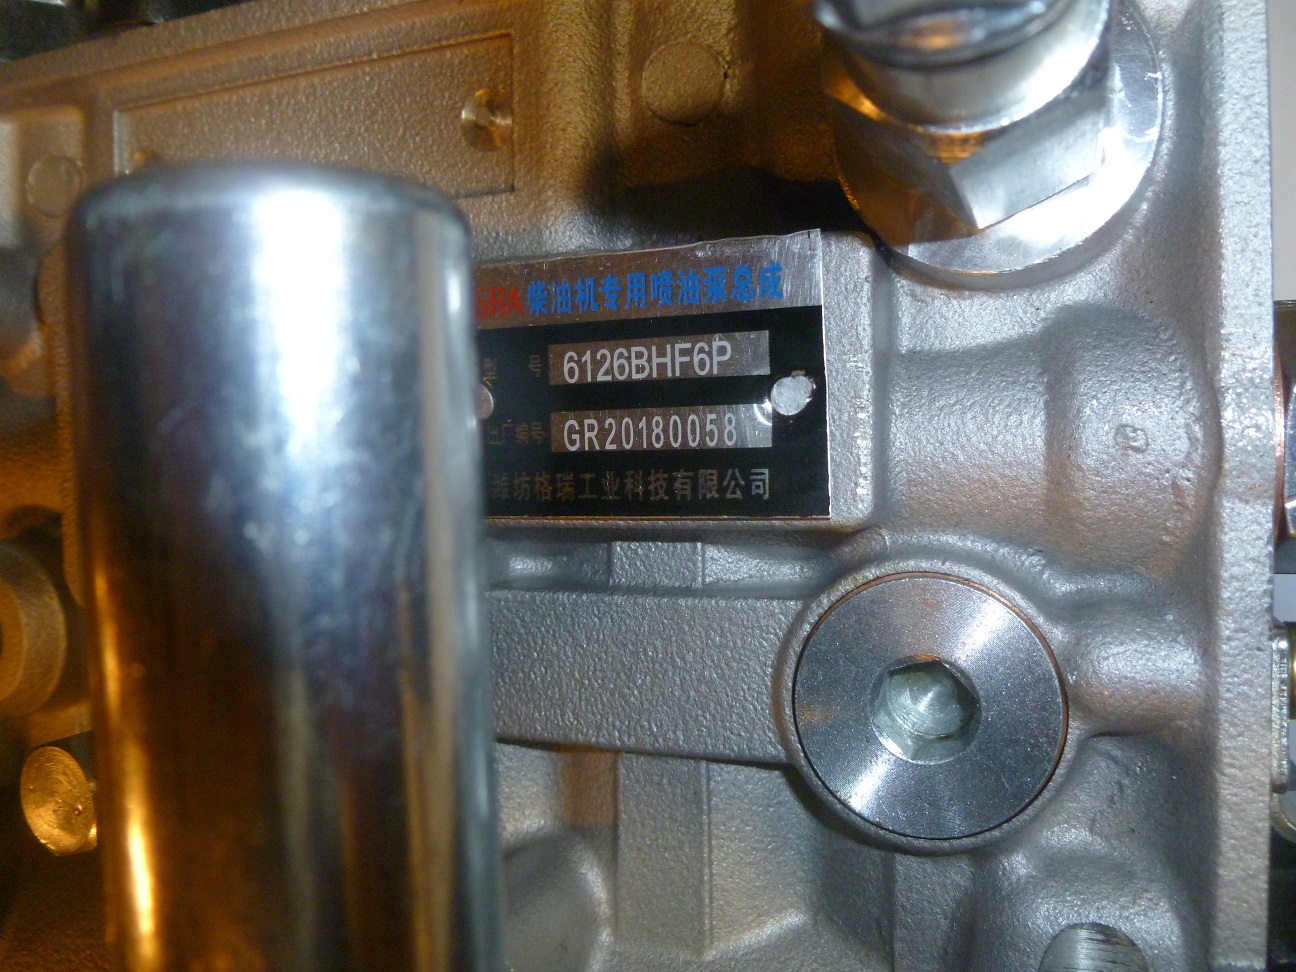 柴油机专用喷油泵总成
型 号 6126BHF6P
出厂编号 GR20180058
潍坊格瑞工业科技有限公司